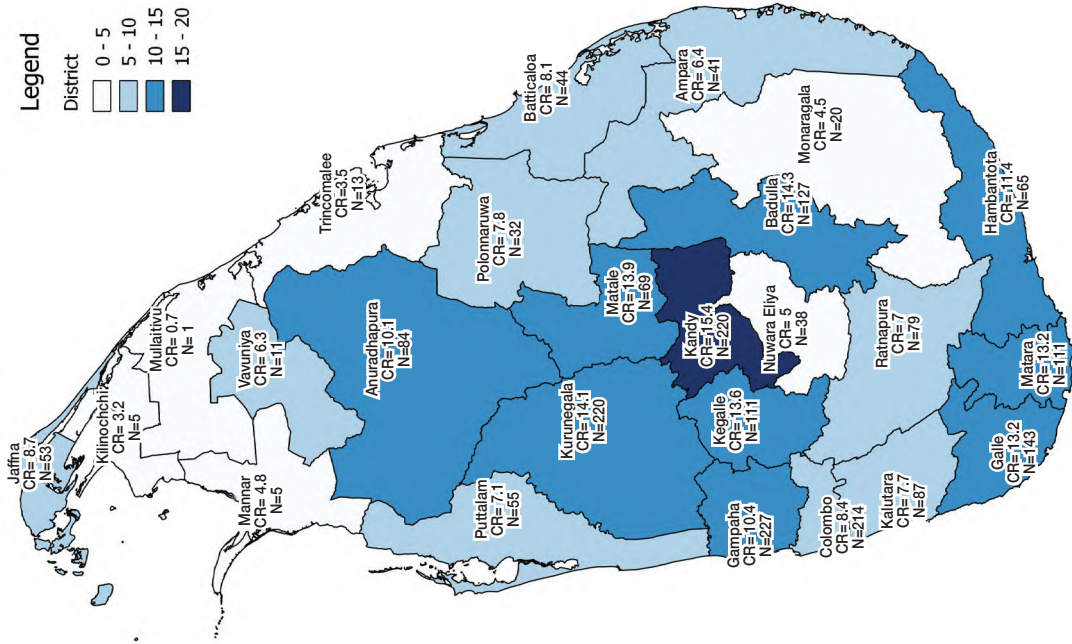 Legend
District
0 - 5
5 - 10
10 - 15
15 - 20
Jaffna
CR= 8.7
N=53
Kilinochchi
CR= 3.2
N=5
Mullaitivu
CR= 0.7
N= 1
Mannar
CR= 4.8
N=5
Vavuniya
CR= 6.3
N=11
Trincomalee
CR=3.5
N=13
Anuradhapura
CR= 10.1
N=84
Polonnaruwa
CR= 7.8
N=32
Batticaloa
CR= 8.1
N=44
Puttalam
CR= 7.1
N=55
Kurunegala
CR= 14.1
N=220
Matale
CR=13.9
N=69
Ampara
CR= 6.4
N=41
Kandy
CR=15.4
N=220
Kegalle
CR=13.6
N=111
Nuwara Eliya
CR= 5
N=38
Badulla
CR= 14.3
N=127
Monaragala
CR= 4.5
N=20
Gampaha
CR=10.4
N=227
Colombo
CR= 8.4
N=214
Kalutara
CR= 7.7
N=87
Ratnapura
CR= 7
N=79
Galle
CR= 13.2
N=143
Matara
CR= 13.2
N=111
Hambantota
CR= 11.4
N=65